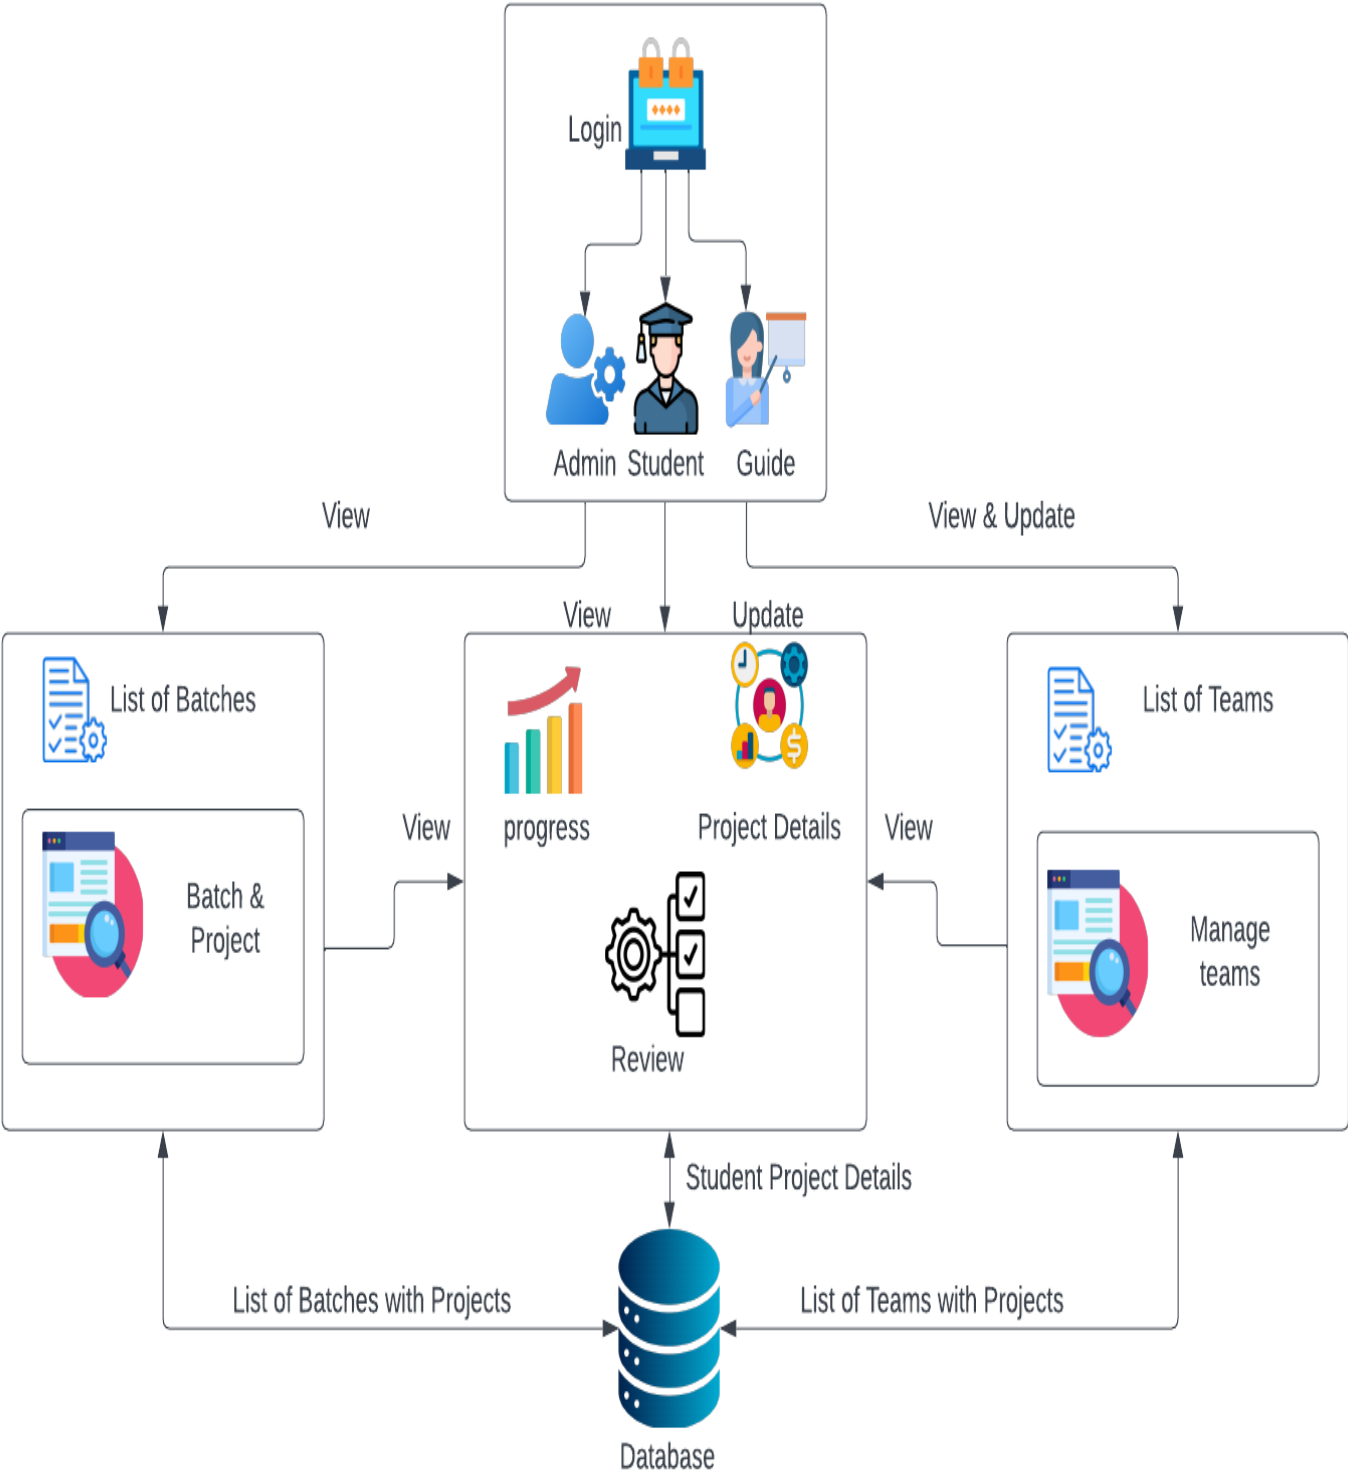 Login
Admin
Student
Guide
View
View & Update
View
Update
List of Batches
List of Teams
View
progress
Project Details
View
Batch &
Project
Manage
teams
Review
Student Project Details
List of Batches with Projects
List of Teams with Projects
Database